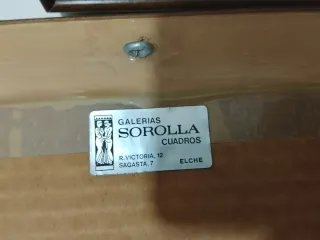 GALERIAS
SOROLLA
CUADROS
R. VICTORIA, 12
SAGASTA, 7 ELCHE